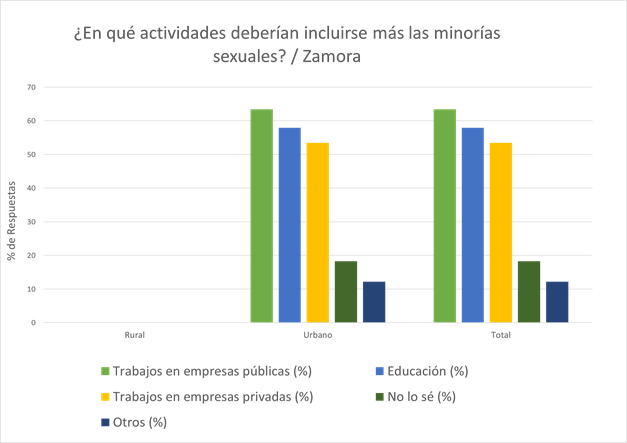 ¿En qué actividades deberían incluirse más las minorías
sexuales? / Zamora
70
60
50
40
30
20
10
0
% de Respuestas
Rural
Urbano
Total
Trabajos en empresas públicas (%)
Educación (%)
Trabajos en empresas privadas (%)
No lo sé (%)
Otros (%)